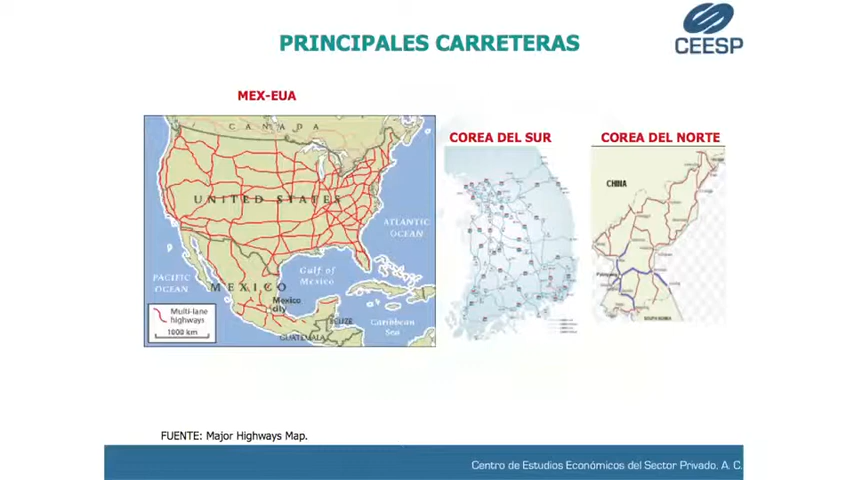 PRINCIPALES CARRETERAS
CEESP
MEX-EUA
COREA DEL SUR
COREA DEL NORTE
CANADA
UNITED STATES
ATLANTIC
OCEAN
PACIFIC
OCEAN
Gulf of
Mexico
MEXICO
Mexico
city
BELIZE
GUATEMALA
Caribbean
Sea
Multi-lane
highways
1000 km
CHINA
FUENTE: Major Highways Map.
Centro de Estudios Económicos del Sector Privado, A. C.